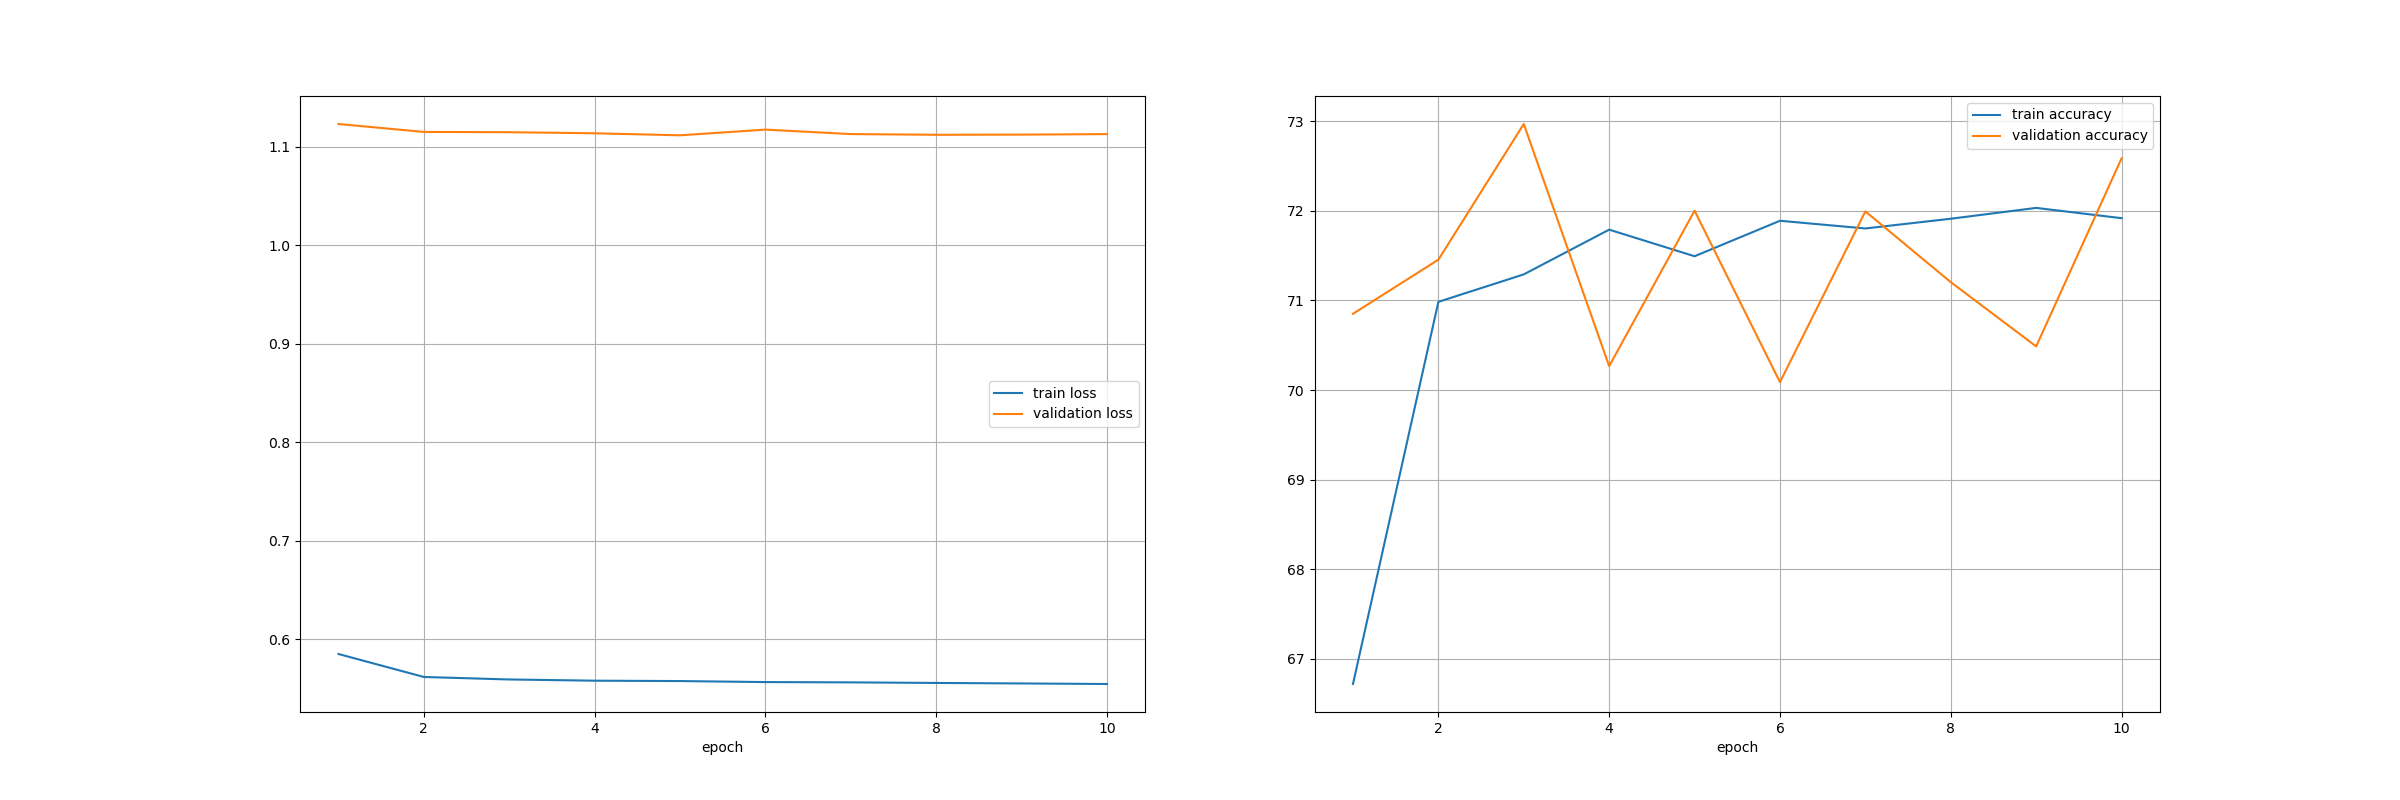 1.1
1.0
0.9
0.8
0.7
0.6
2 4 6 8 10
epoch
train loss
validation loss
73
72
71
70
69
68
67
2 4 6 8 10
epoch
train accuracy
validation accuracy